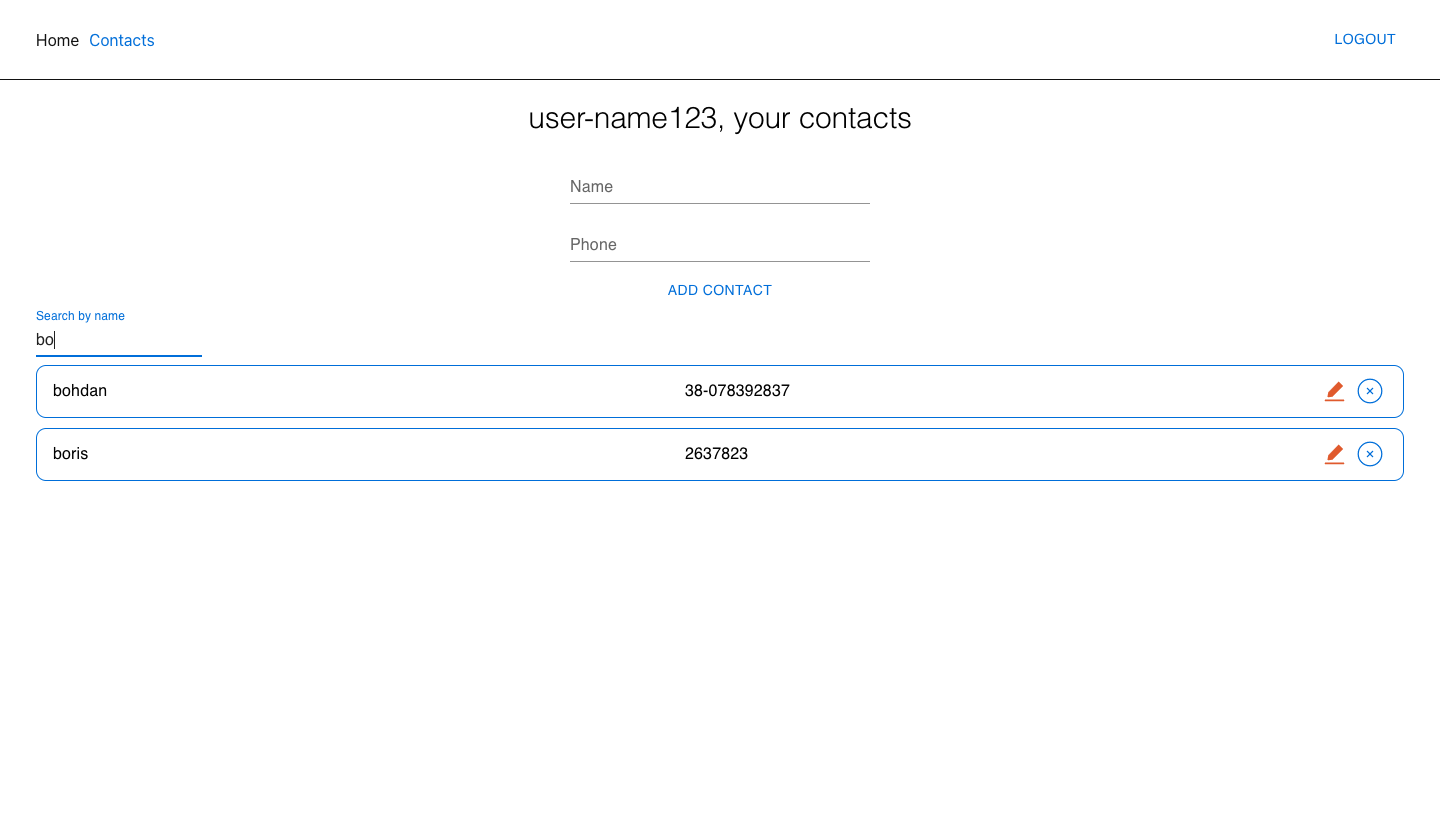 Home Contacts LOGOUT
user-name123, your contacts
Name
Phone
ADD CONTACT
Search by name
bo
bohdan 38-078392837
boris 2637823